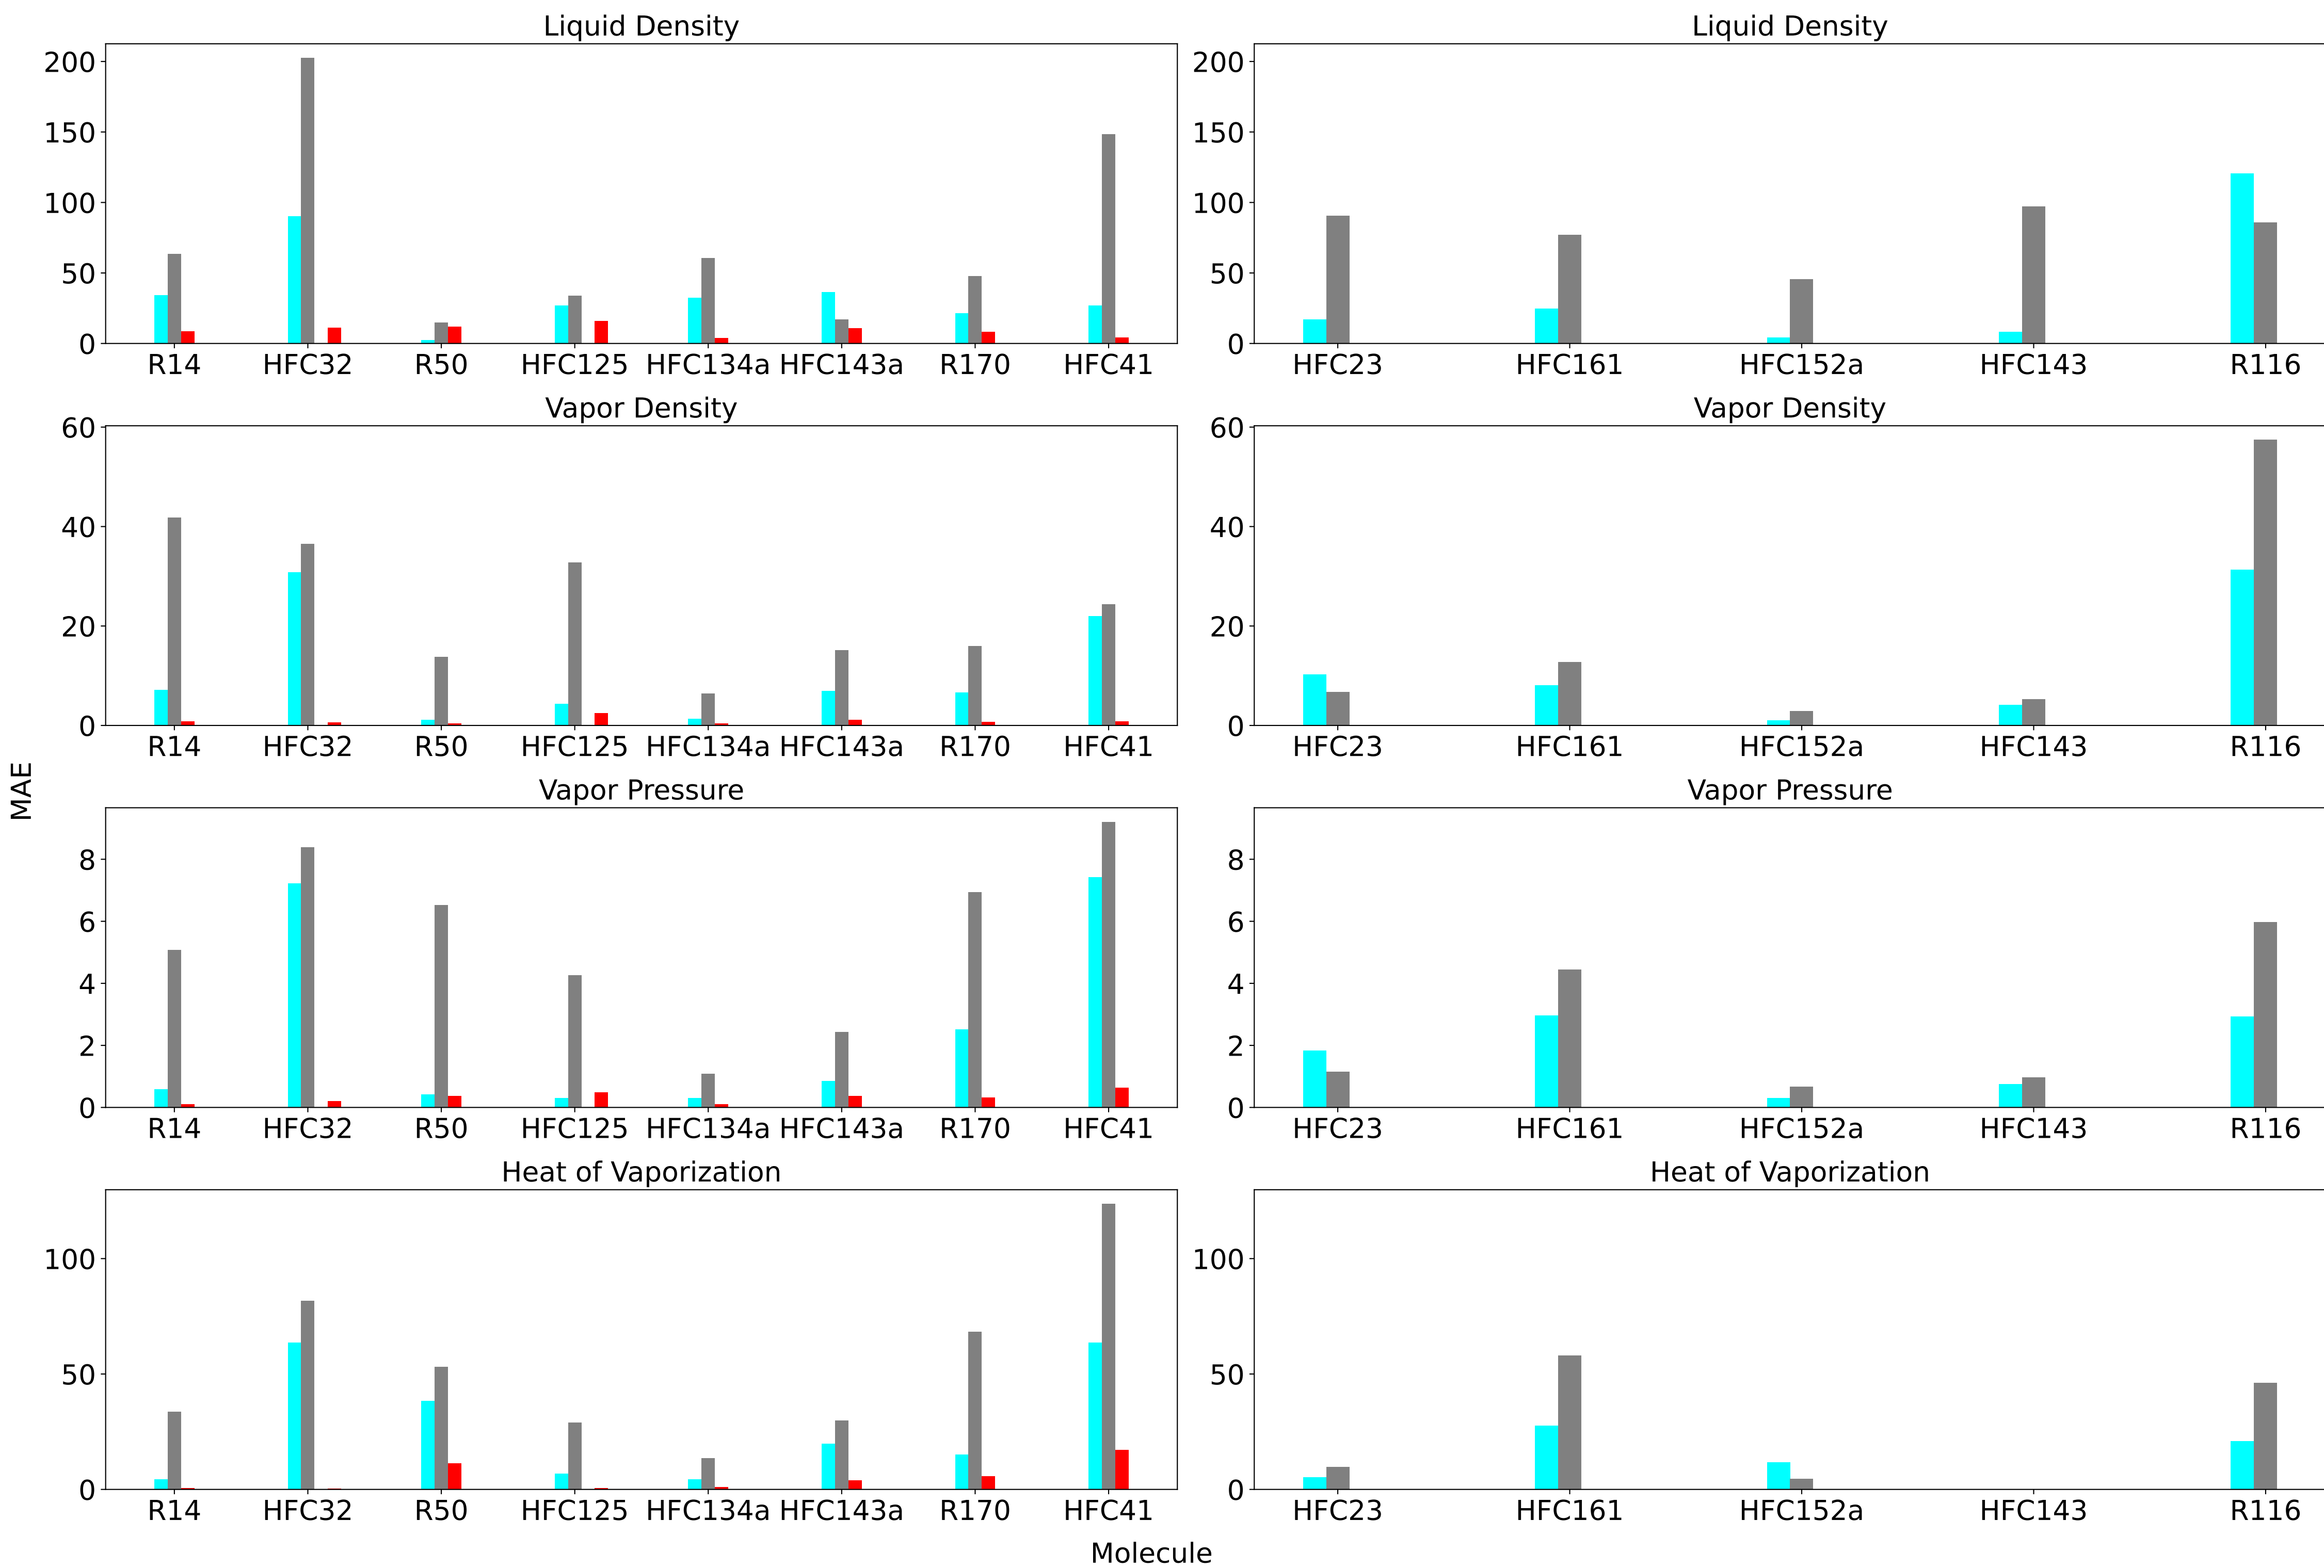 Liquid Density
200
150
100
50
0
R14 HFC32 R50 HFC125 HFC134a HFC143a R170 HFC41
Liquid Density
200
150
100
50
0
HFC23 HFC161 HFC152a HFC143 R116
Vapor Density
60
40
20
0
R14 HFC32 R50 HFC125 HFC134a HFC143a R170 HFC41
Vapor Density
60
40
20
0
HFC23 HFC161 HFC152a HFC143 R116
MAE
Vapor Pressure
8
6
4
2
0
R14 HFC32 R50 HFC125 HFC134a HFC143a R170 HFC41
Vapor Pressure
8
6
4
2
0
HFC23 HFC161 HFC152a HFC143 R116
Heat of Vaporization
100
50
0
R14 HFC32 R50 HFC125 HFC134a HFC143a R170 HFC41
Heat of Vaporization
100
50
0
HFC23 HFC161 HFC152a HFC143 R116
Molecule